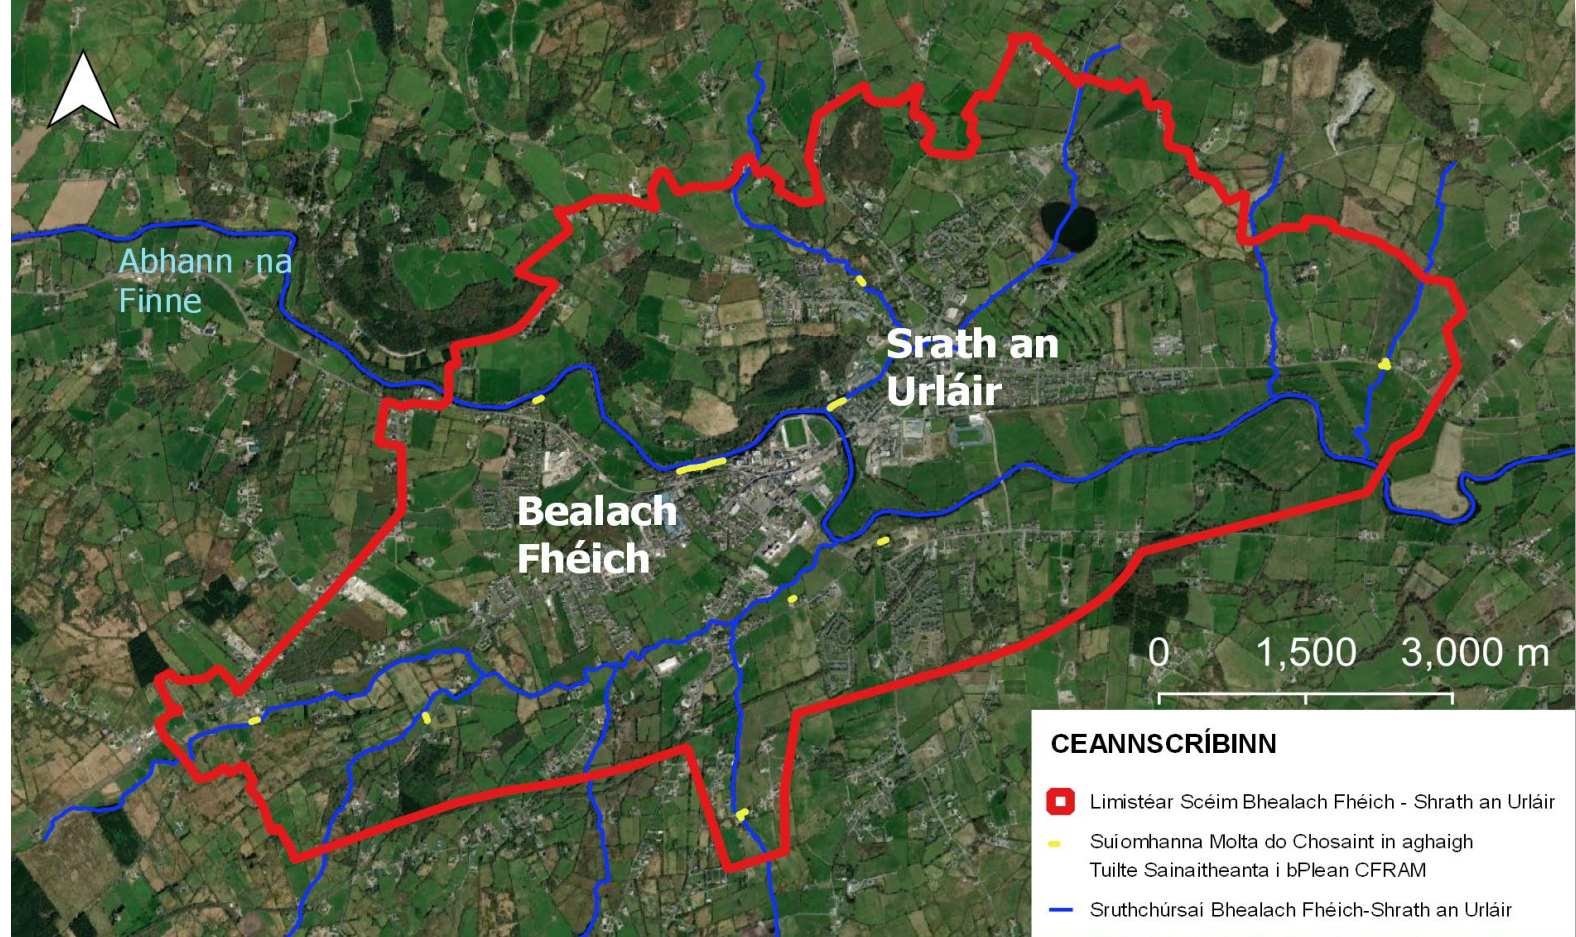 Abhann na
Finne
Srath an
Urláir
Bealach
Fhéich
0 1,500 3,000 m
CEANNSCRÍBINN
Limistéar Scéim Bhealach Fhéich - Shrath an Urláir
Suíomhanna Molta do Chosaint in aghaigh
Tuilte Sainaitheanta i bPlean CFRAM
Sruthchúrsaí Bhealach Fhéich-Shrath an Urláir